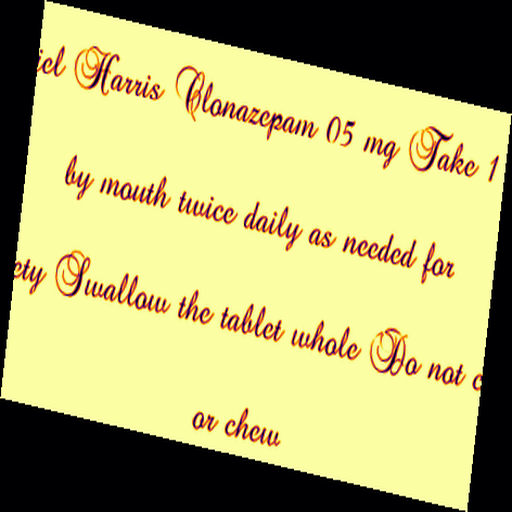 Harris Clonazepam 05 mg Take 1
by mouth twice daily as needed for
Swallow the tablet whole Do not
or chew